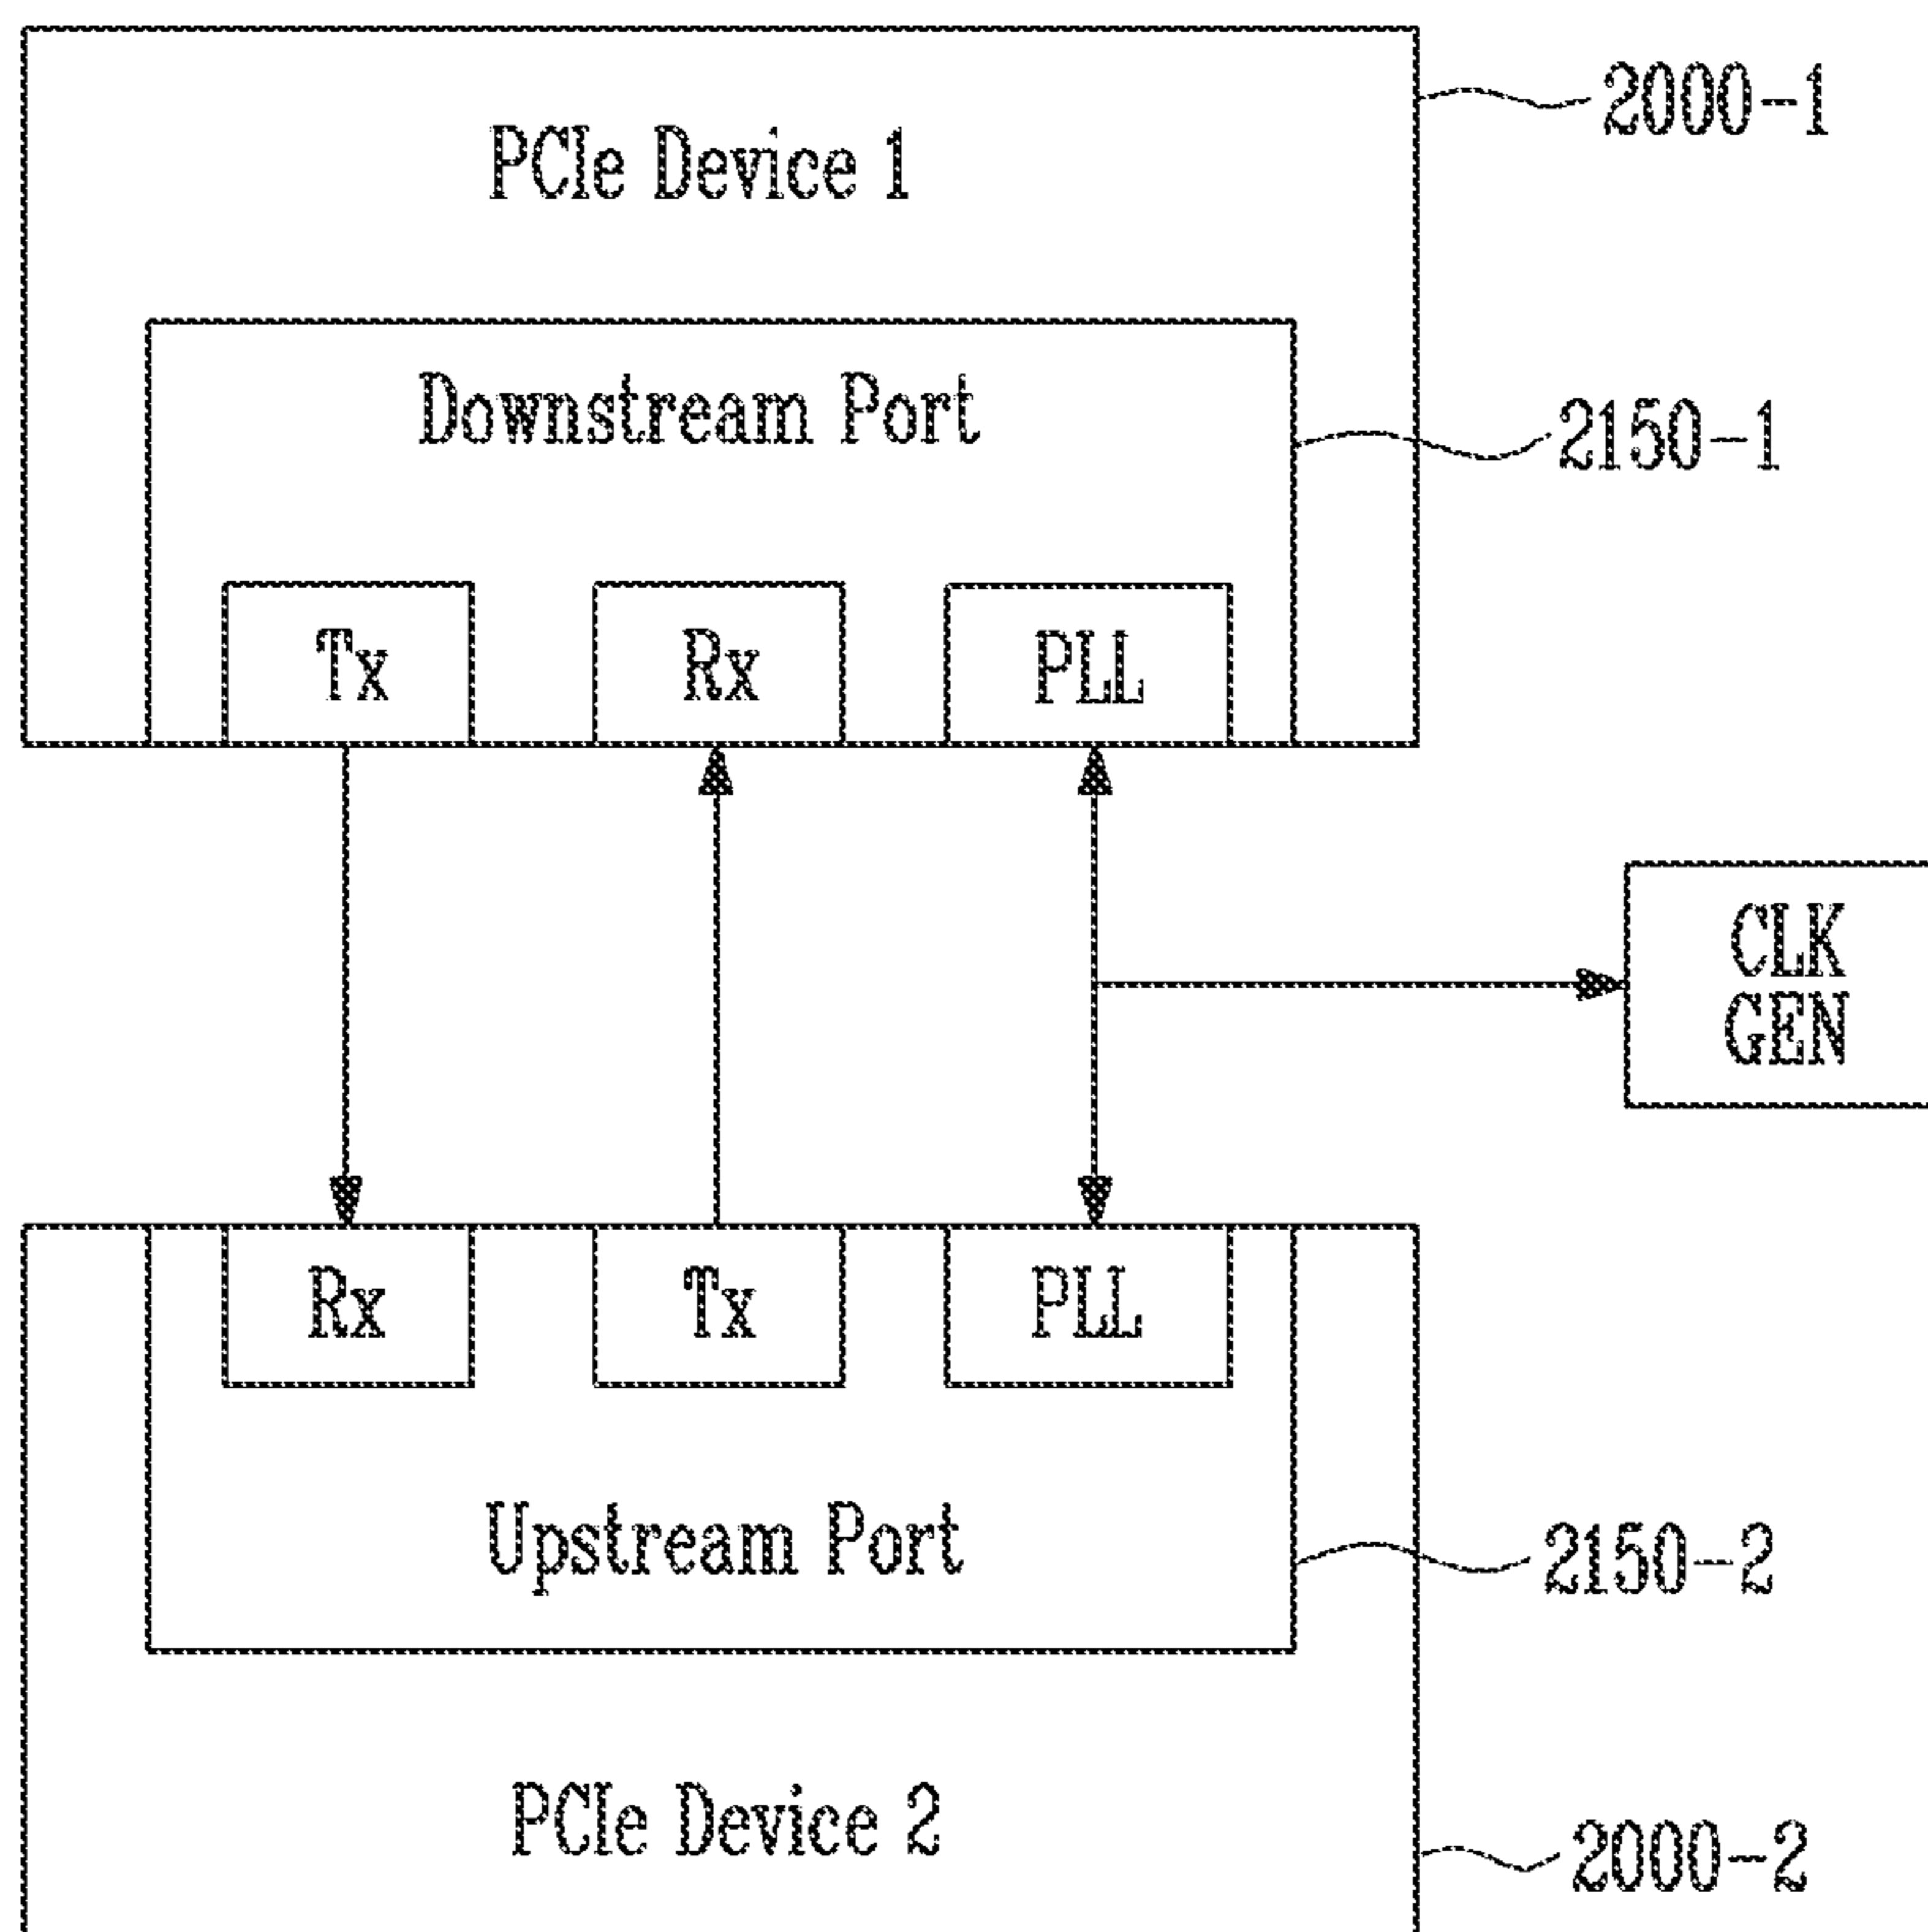 PCIe Device 1
2000-1
Downstream Port
2150-1
Tx
Rx
PLL
CLK
GEN
Rx
Tx
PLL
Upstream Port
2150-2
PCIe Device 2
2000-2